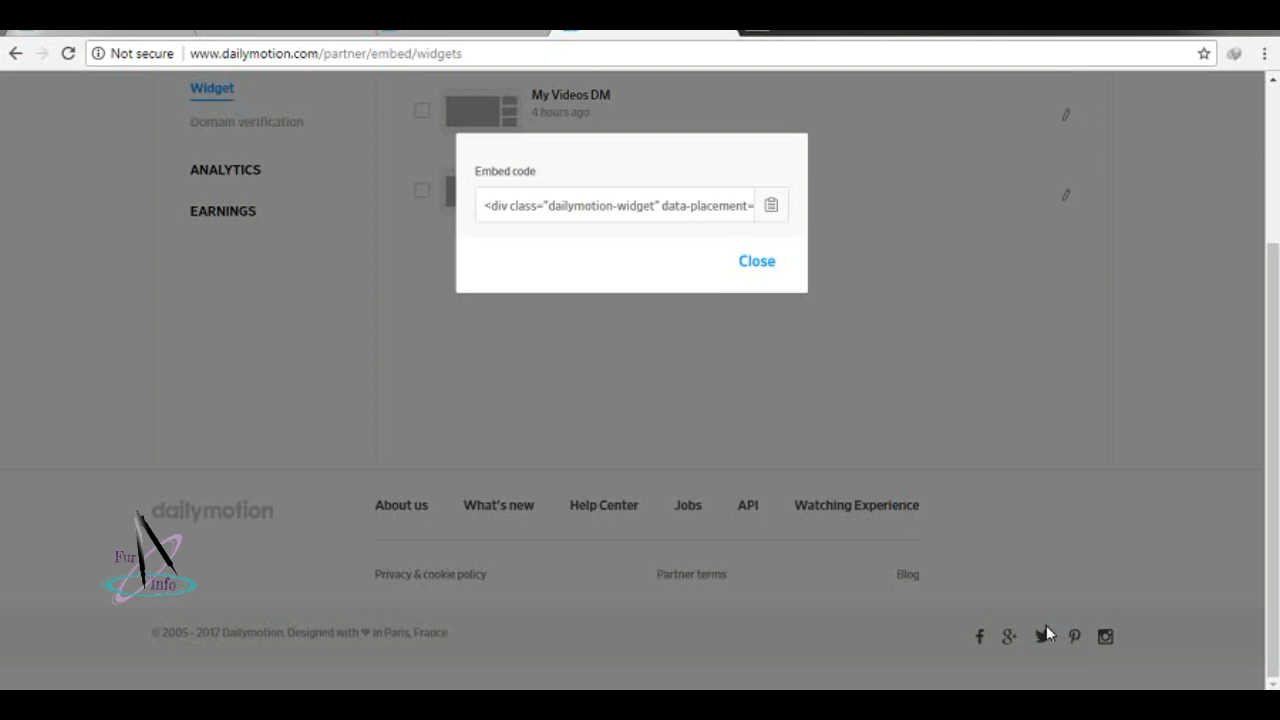 Not secure www.dailymotion.com/partner/embed/widgets
Widget
Domain verification
ANALYTICS
EARNINGS
My Videos DM
4 hours ago
Embed code
<div class="dailymotion-widget" data-placement=
Close
dailymotion
About us What's new Help Center Jobs API Watching Experience
Privacy & cookie policy Partner terms Blog
Fur
Info
© 2005 - 2017 Dailymotion. Designed with ❤ in Paris, France